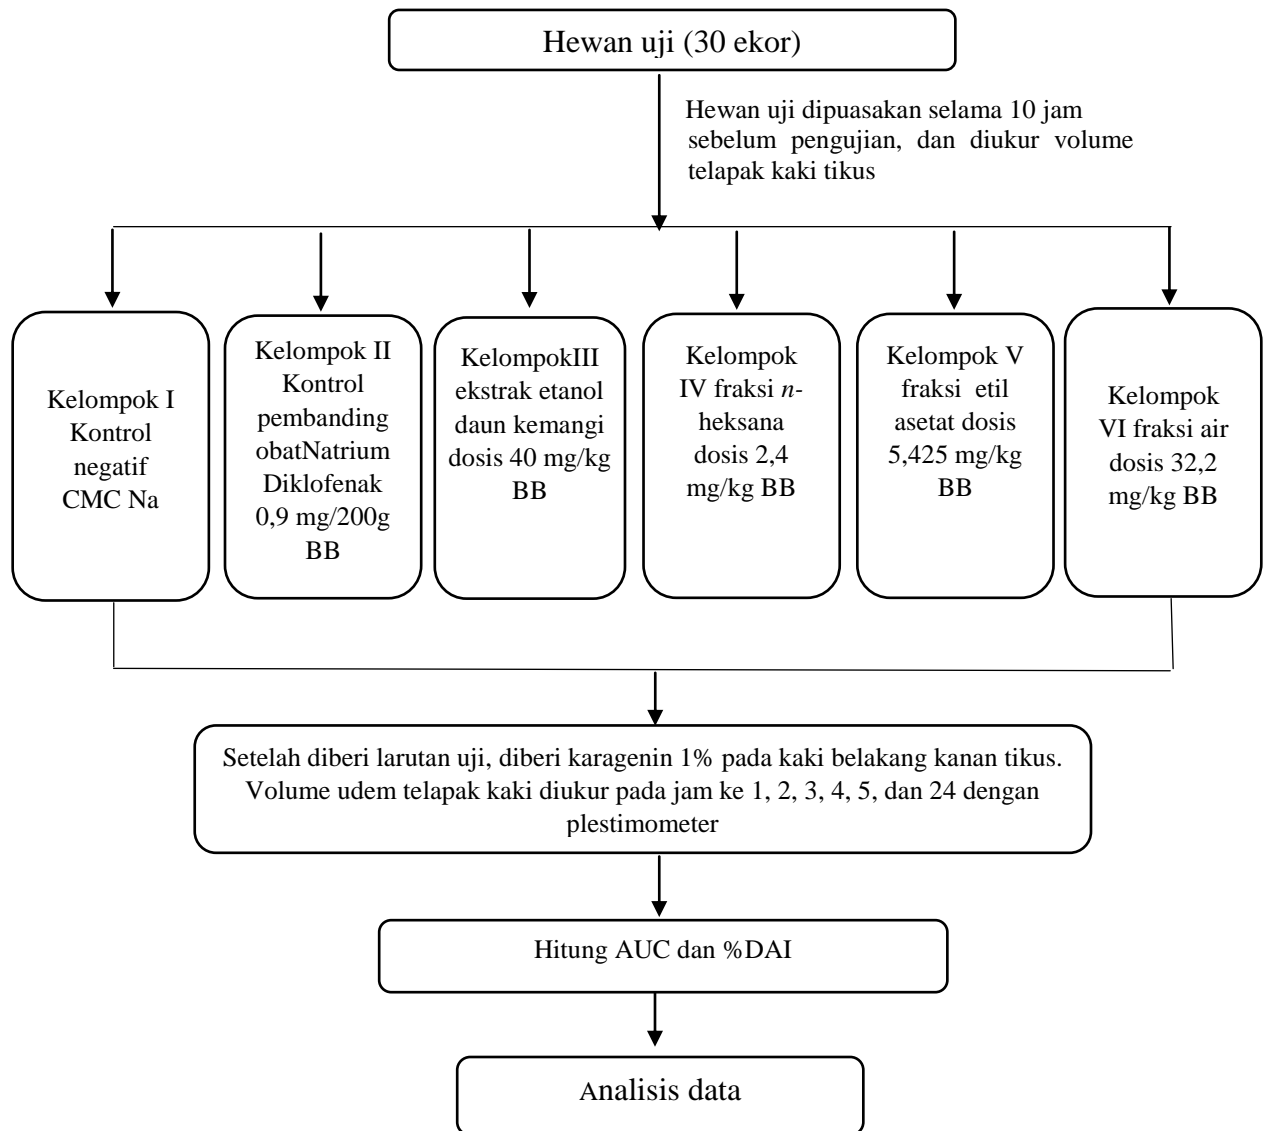 Hewan uji (30 ekor)
Hewan uji dipuasakan selama 10 jam
sebelum pengujian, dan diukur volume
telapak kaki tikus
Kelompok I
Kontrol
negatif
CMC Na
Kelompok II
Kontrol
pembanding
obatNatrium
Diklofenak
0,9 mg/200g
BB
KelompokIII
ekstrak etanol
daun kemangi
dosis 40 mg/kg
BB
Kelompok
IV fraksi n-
heksana
dosis 2,4
mg/kg BB
Kelompok V
fraksi etil
asetat dosis
5,425 mg/kg
BB
Kelompok
VI fraksi air
dosis 32,2
mg/kg BB
Setelah diberi larutan uji, diberi karagenin 1% pada kaki belakang kanan tikus.
Volume udem telapak kaki diukur pada jam ke 1, 2, 3, 4, 5, dan 24 dengan
plestimometer
Hitung AUC dan %DAI
Analisis data